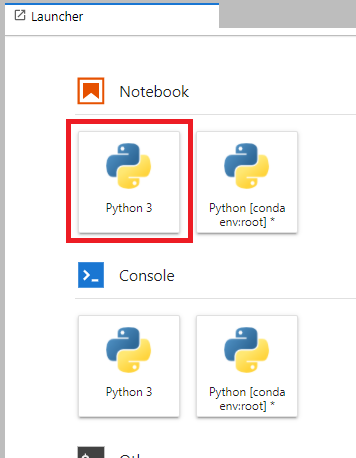 Launcher
Notebook
Python 3
Python [conda
env:root] *
Console
Python 3
Python [conda
env:root] *